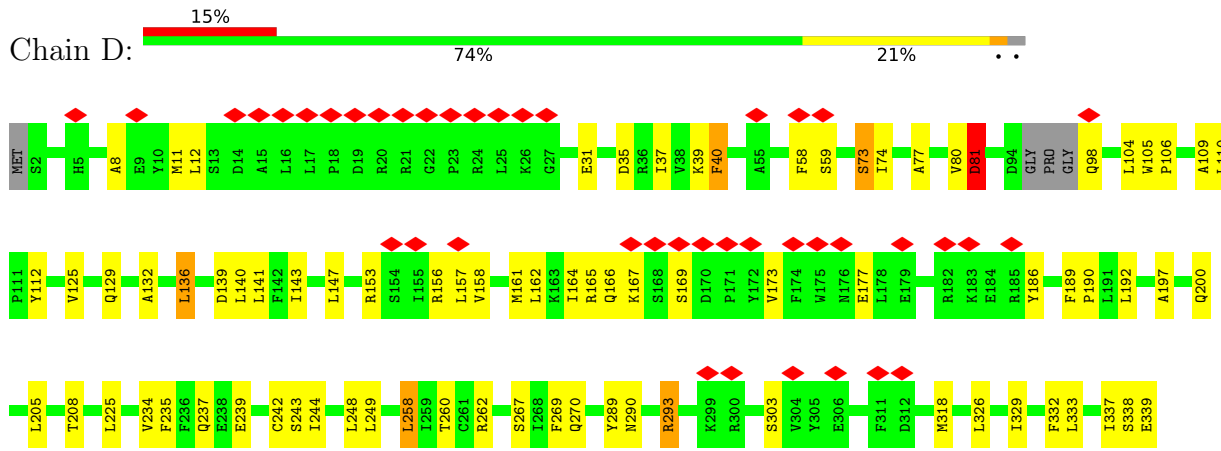 15%
Chain D:
74% 21% . .
MET S2 H5 A8 E9 Y10 M11 L12 S13 D14 A15 L16 L17 P18 D19 R20 R21 G22 P23 R24 L25 K26 G27 E31 D35 R36 I37 V38 K39 F40 A55 F58 S59 S73 I74 A77 V80 D81 D94 GLY PRO GLY Q98 L104 W105 P106 A109 L110
P111 Y112 V125 Q129 A132 L136 D139 L140 L141 F142 I143 L147 R153 S154 I155 R156 L157 V158 M161 L162 K163 I164 R165 Q166 K167 S168 S169 D170 P171 Y172 V173 F174 W175 N176 E177 L178 E179 R182 K183 E184 R185 Y186 F189 P190 L191 L192 A197 Q200
L205 T208 L225 V234 F235 F236 Q237 E238 E239 C242 S243 I244 L248 L249 L258 I259 T260 C261 R262 S267 I268 F269 Q270 Y289 N290 R293 K299 R300 S303 V304 Y305 E306 F311 D312 M318 L326 I329 F332 L333 I337 S338 E339